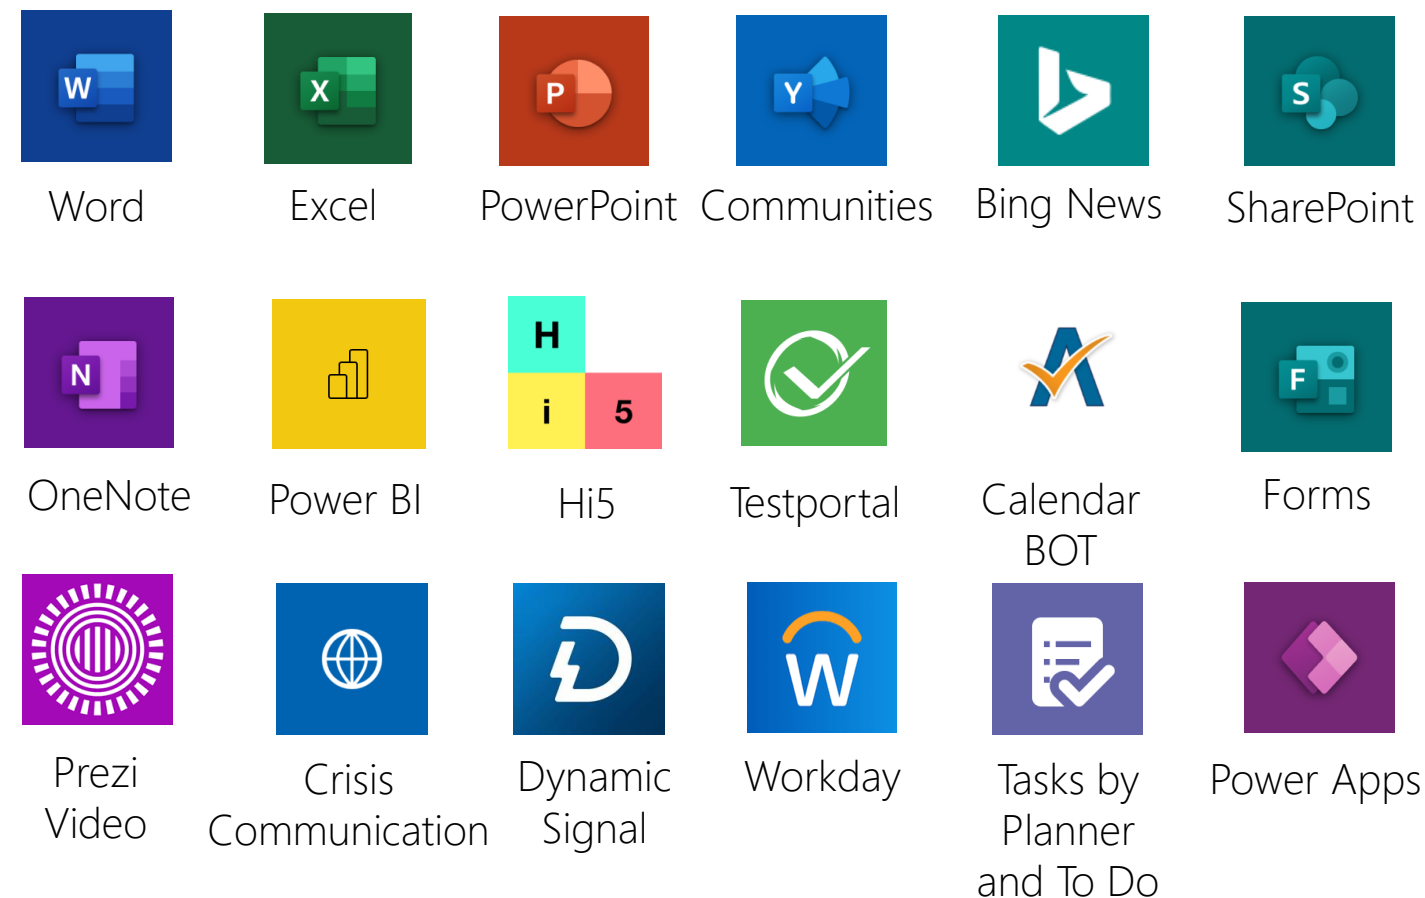 W
X
P
Y
S
Word
Excel
PowerPoint
Communities
Bing News
SharePoint
N
H
i
5
F
OneNote
Power BI
Hi5
Testportal
Calendar
BOT
Forms
W
Prezi
Video
Crisis
Communication
Dynamic
Signal
Workday
Tasks by
Planner
and To Do
Power Apps